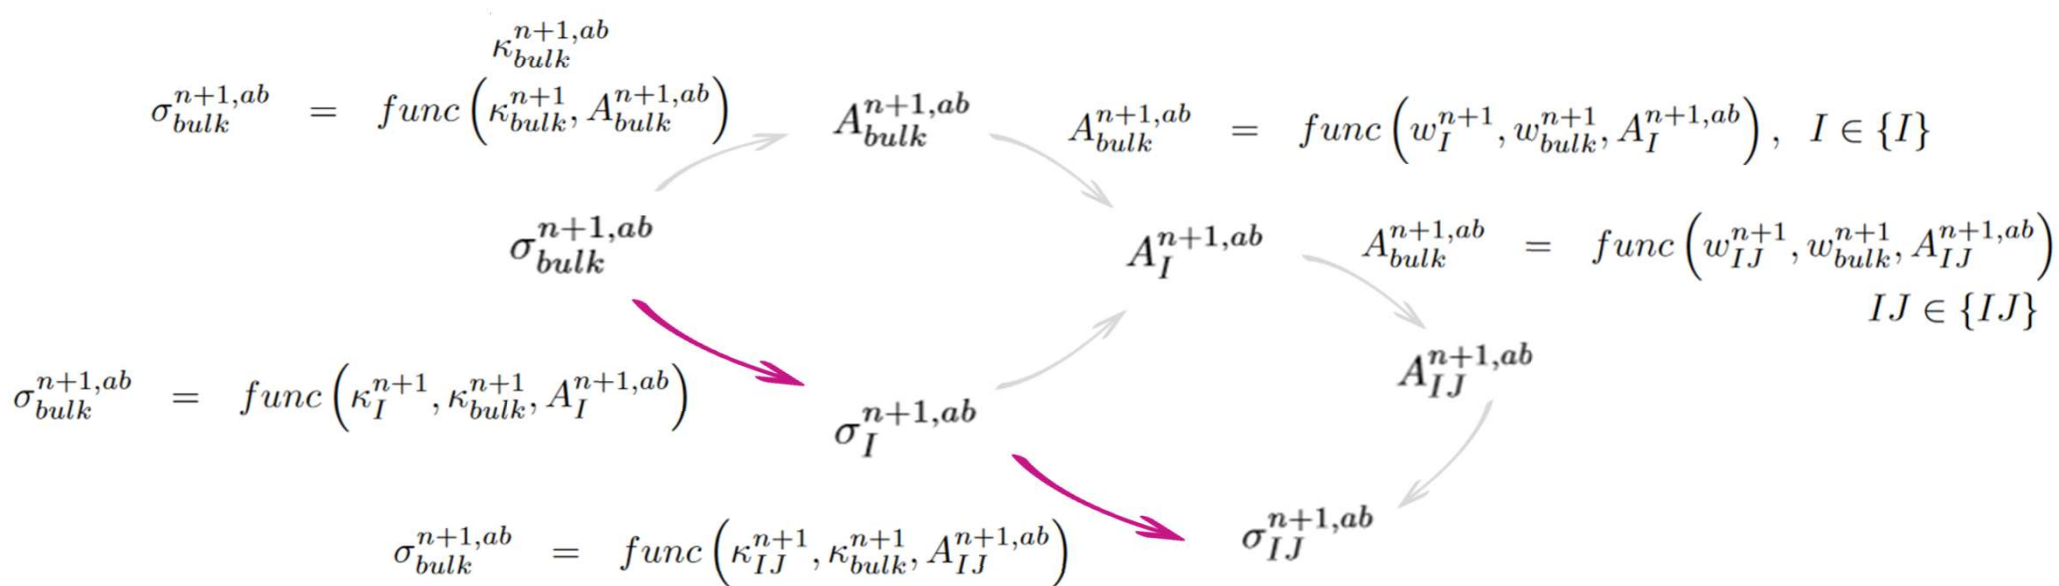 κ_{bulk}^{n+1,ab}
σ_{bulk}^{n+1,ab} = func(κ_{bulk}^{n+1}, A_{bulk}^{n+1,ab})
A_{bulk}^{n+1,ab}
A_{bulk}^{n+1,ab} = func(w_I^{n+1}, w_{bulk}^{n+1}, A_I^{n+1,ab}), I ∈ {I}
σ_{bulk}^{n+1,ab}
A_I^{n+1,ab}
A_{bulk}^{n+1,ab} = func(w_{IJ}^{n+1}, w_{bulk}^{n+1}, A_{IJ}^{n+1,ab})
IJ ∈ {IJ}
A_{IJ}^{n+1,ab}
σ_{bulk}^{n+1,ab} = func(κ_I^{n+1}, κ_{bulk}^{n+1}, A_I^{n+1,ab})
σ_I^{n+1,ab}
σ_{bulk}^{n+1,ab} = func(κ_{IJ}^{n+1}, κ_{bulk}^{n+1}, A_{IJ}^{n+1,ab})
σ_{IJ}^{n+1,ab}